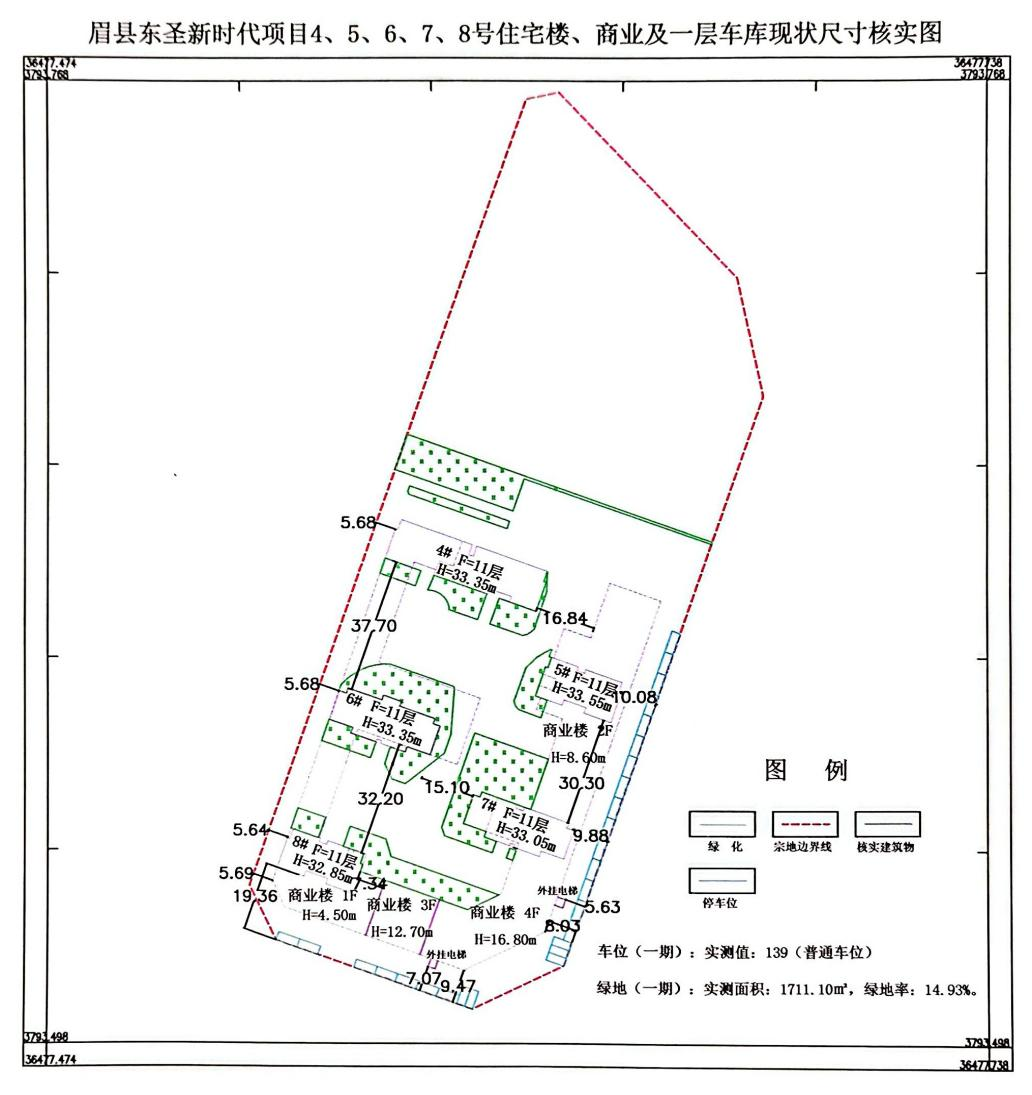 眉县东圣新时代项目4、5、6、7、8号住宅楼、商业及一层车库现状尺寸核实图
36477.474
3793.768
36477.738
3793.768
5.68
4# F=11层
H=33.35m
16.84
37.70
5.68
5# F=11层
H=33.55m
10.08
6# F=11层
H=33.35m
商业楼 2F
H=8.60m
图 例
30.30
15.10
32.20
7# F=11层
H=33.05m
9.88
绿 化
宗地边界线
核实建筑物
5.64
8# F=11层
H=32.85m
5.69
19.36
停车位
外挂电梯
5.63
商业楼 1F
H=4.50m
商业楼 3F
H=12.70m
商业楼 4F
H=16.80m
8.03
外挂电梯
7.07
9.47
车位（一期）：实测值：139（普通车位）
绿地（一期）：实测面积：1711.10㎡，绿地率：14.93%。
3793.498
36477.474
3793.498
36477.738